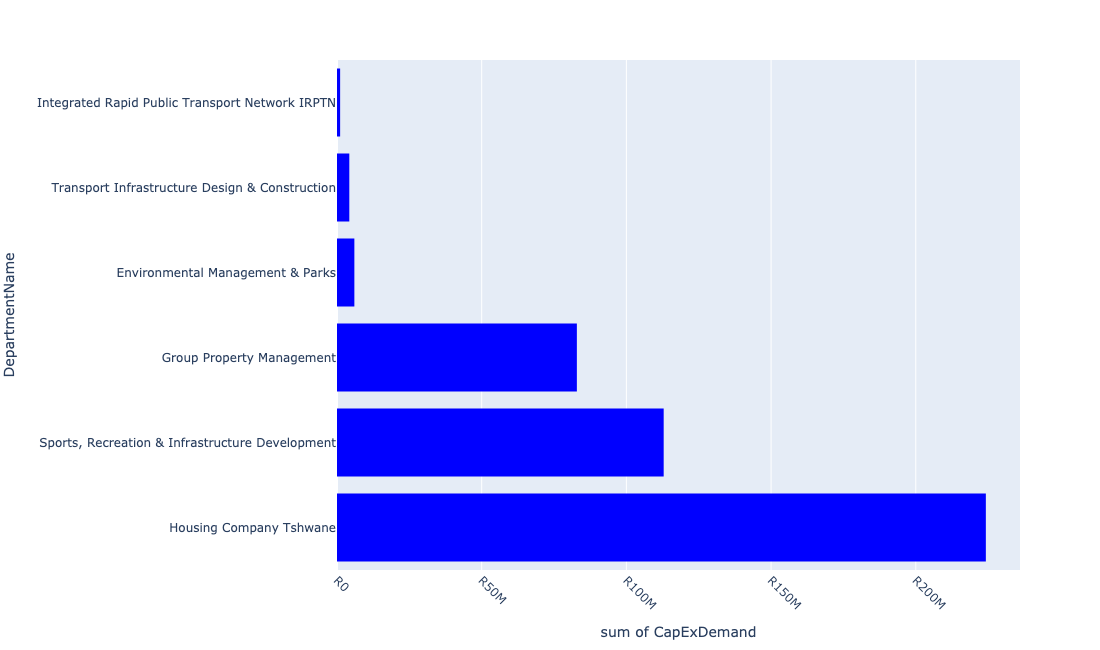 DepartmentName
Integrated Rapid Public Transport Network IRPTN
Transport Infrastructure Design & Construction
Environmental Management & Parks
Group Property Management
Sports, Recreation & Infrastructure Development
Housing Company Tshwane
R0
R50M
R100M
R150M
R200M
sum of CapExDemand